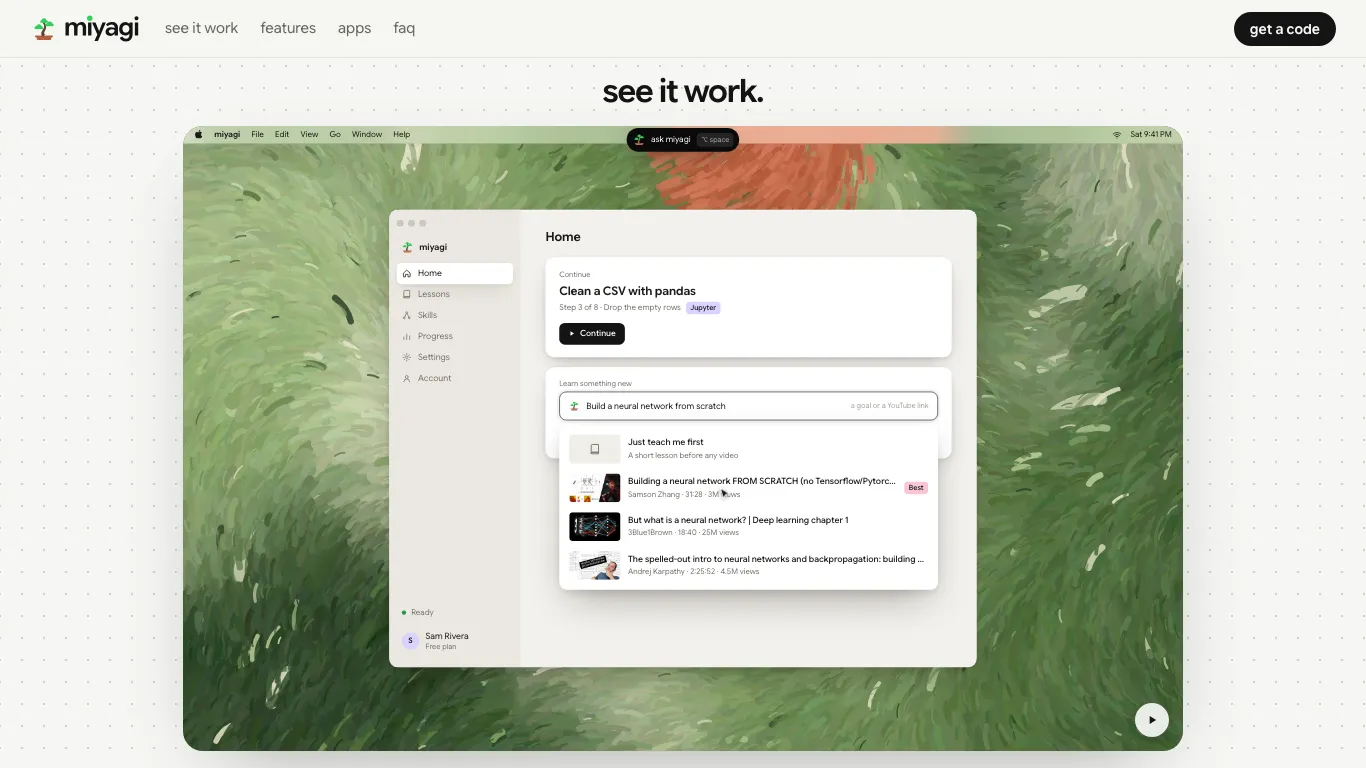 miyagi see it work features apps faq get a code
see it work.
miyagi File Edit View Go Window Help ask miyagi ⌥ space Sat 9:41 PM
miyagi
Home
Lessons
Skills
Progress
Settings
Account
Ready
S Sam Rivera
Free plan
Home
Continue
Clean a CSV with pandas
Step 3 of 8 · Drop the empty rows Jupyter
Continue
Learn something new
Build a neural network from scratch a goal or a YouTube link
Just teach me first
A short lesson before any video
Building a neural network FROM SCRATCH (no Tensorflow/Pytorc... Best
Samson Zhang · 31:28 · 3M views
But what is a neural network? | Deep learning chapter 1
3Blue1Brown · 18:40 · 25M views
The spelled-out intro to neural networks and backpropagation: building ...
Andrej Karpathy · 2:25:52 · 4.5M views